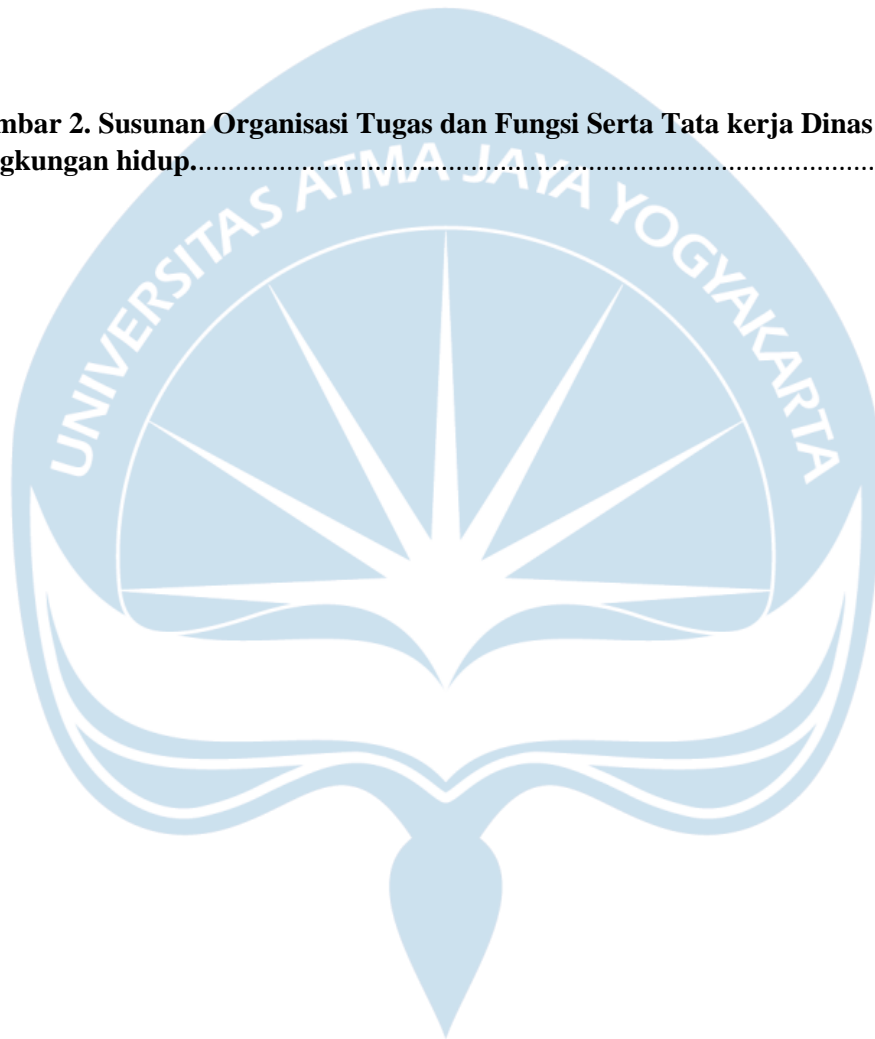 mbar 2. Susunan Organisasi Tugas dan Fungsi Serta Tata kerja Dinas
gkungan hidup..................................................................................................................
UNIVERSITAS ATMA JAYA YOGYAKARTA